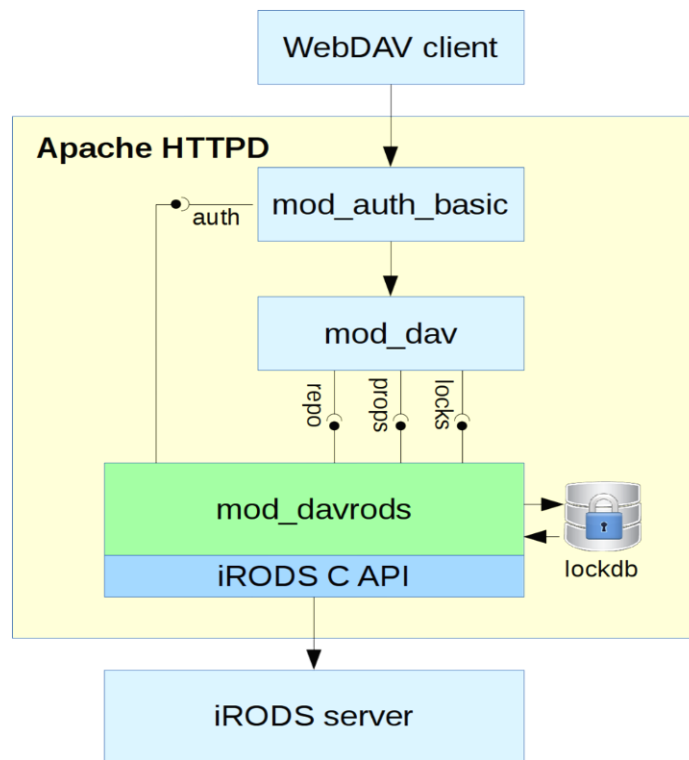 WebDAV client
Apache HTTPD
mod_auth_basic
auth
mod_dav
repo
props
locks
mod_davrods
iRODS C API
lockdb
iRODS server